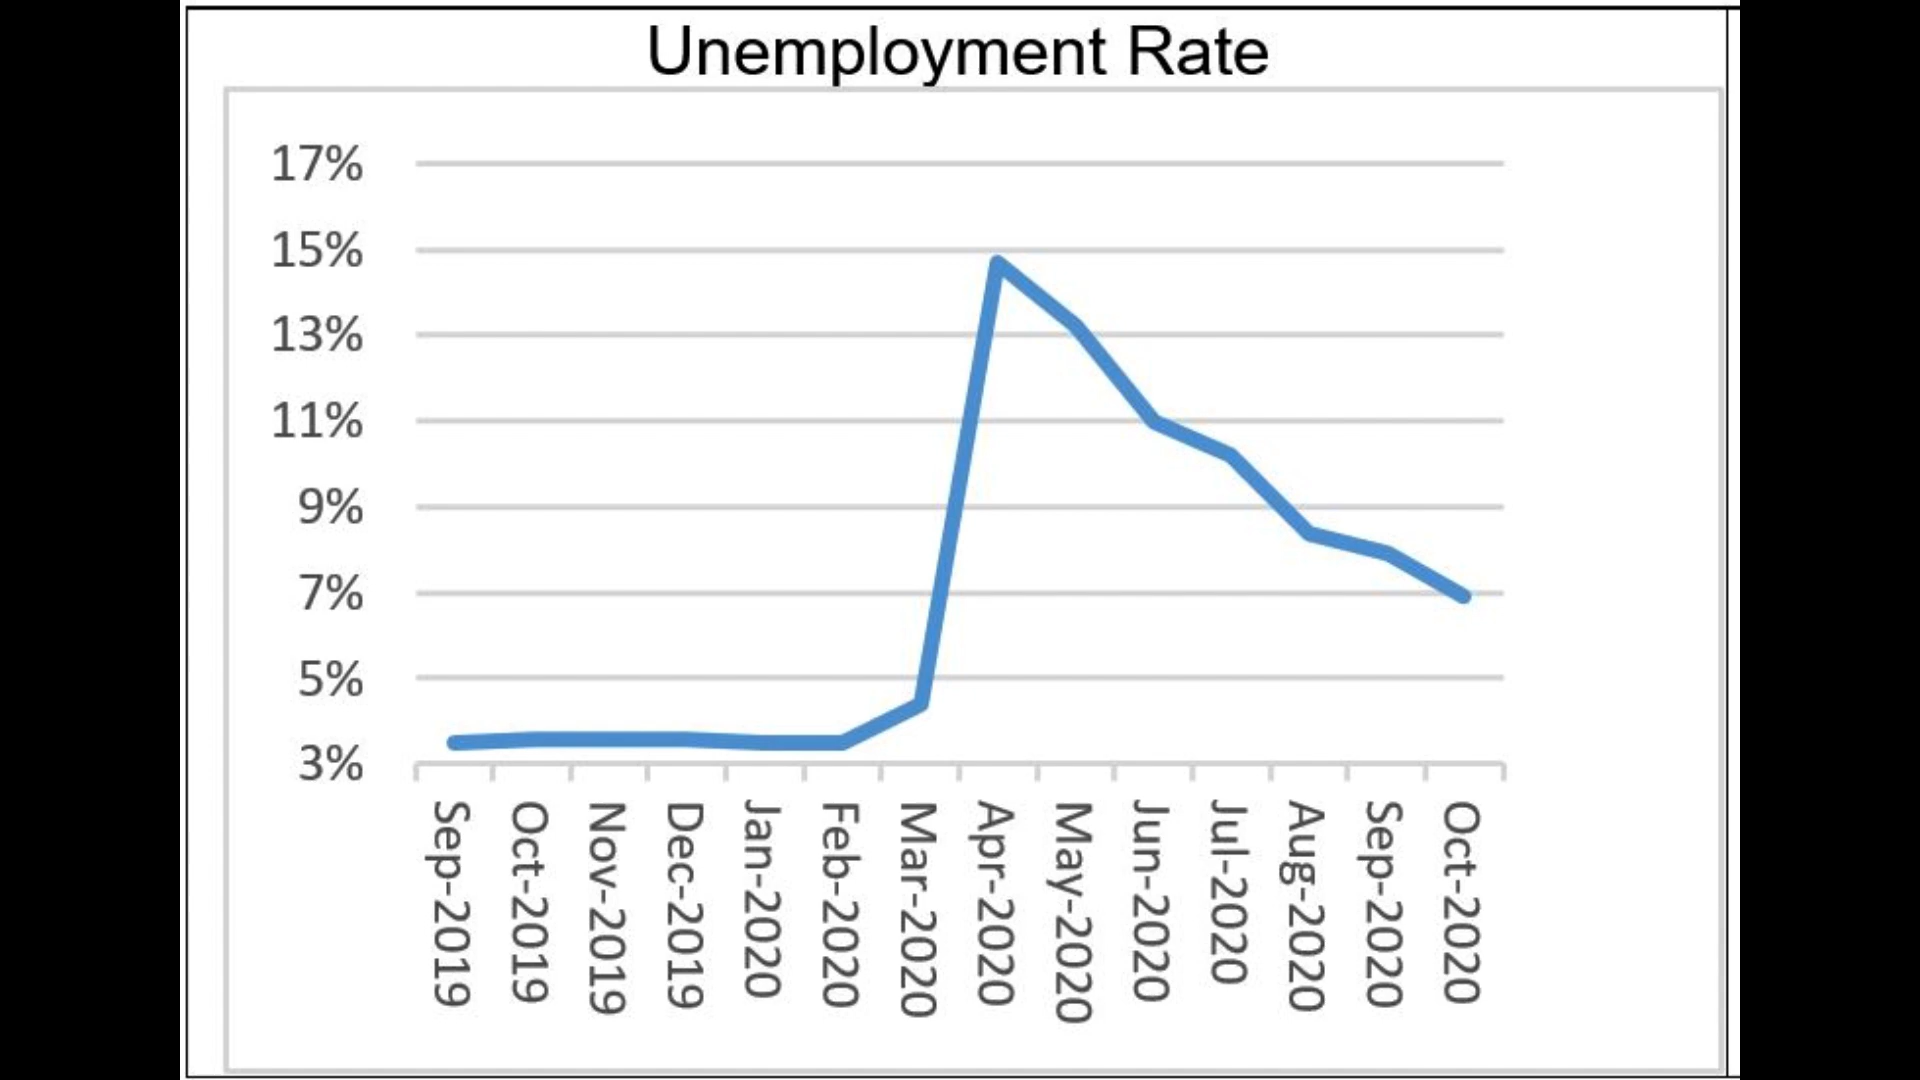 Unemployment Rate
17%
15%
13%
11%
9%
7%
5%
3%
Sep-2019
Oct-2019
Nov-2019
Dec-2019
Jan-2020
Feb-2020
Mar-2020
Apr-2020
May-2020
Jun-2020
Jul-2020
Aug-2020
Sep-2020
Oct-2020